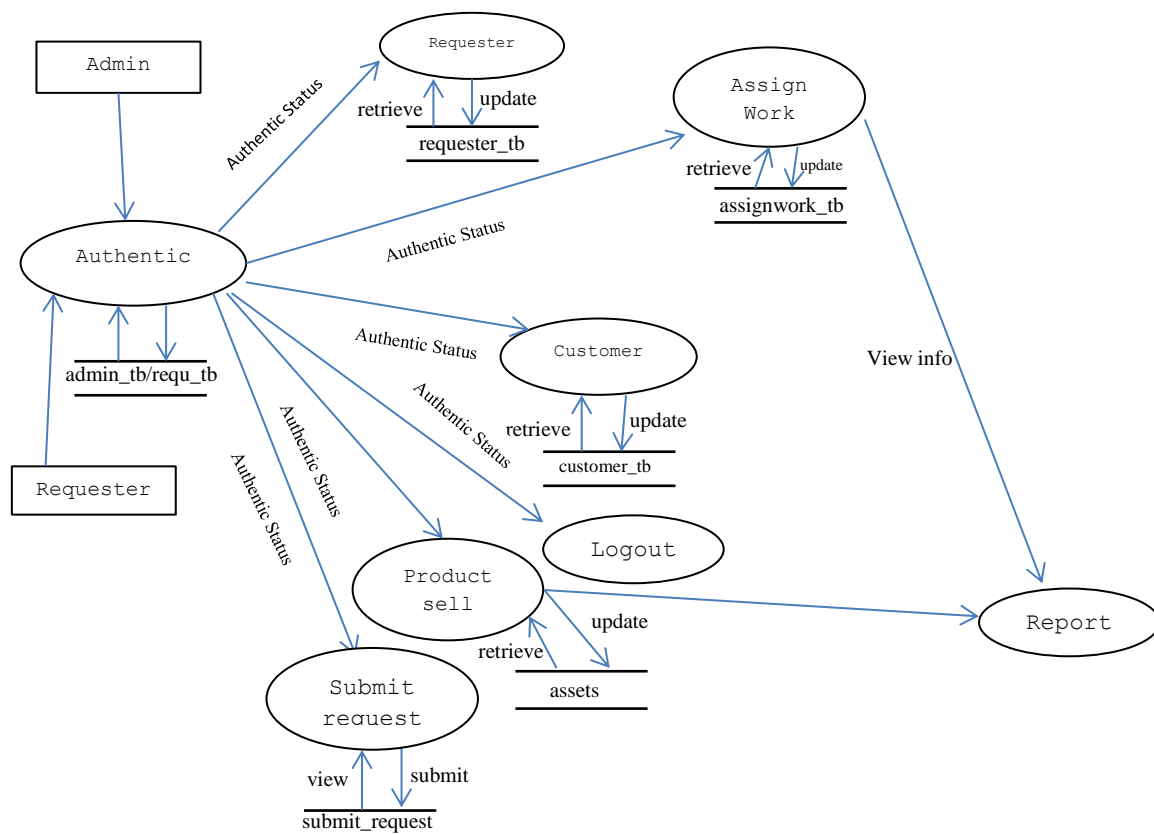 Requester
Admin
Assign
Work
Authentic Status
retrieve
update
requester_tb
retrieve
update
assignwork_tb
Authentic
Authentic Status
Authentic Status
Customer
View info
admin_tb/requ_tb
retrieve
update
customer_tb
Authentic Status
Authentic Status
Authentic Status
Requester
Logout
Product
sell
update
retrieve
assets
Report
Submit
request
view
submit
submit_request